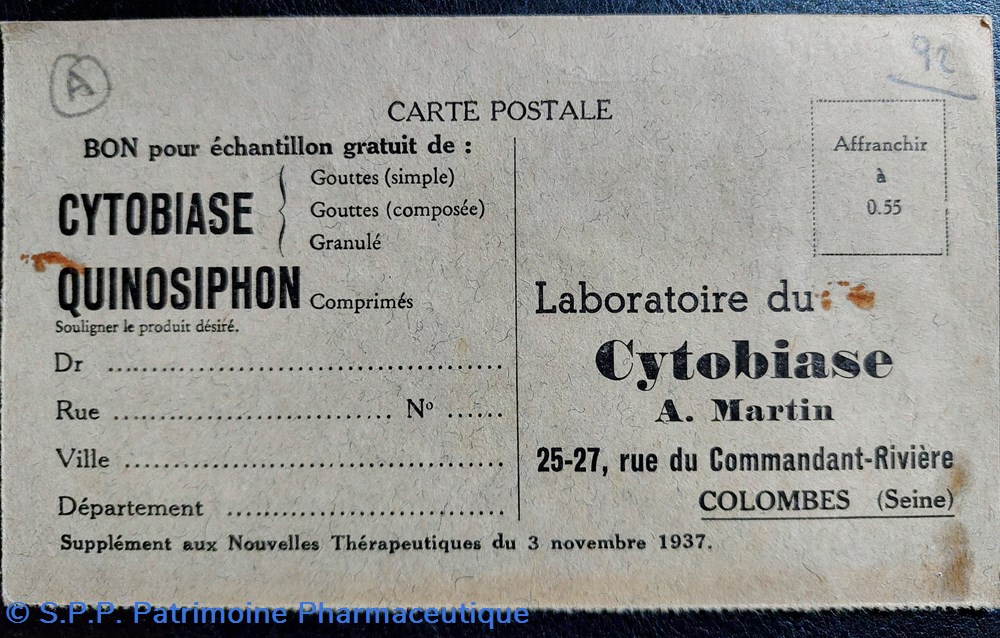 A
92
CARTE POSTALE
BON pour échantillon gratuit de :
CYTOBIASE
Gouttes (simple)
Gouttes (composée)
Granulé
QUINOSIPHON Comprimés
Souligner le produit désiré.
Dr ........................................
Rue ............................ Nº ......
Ville ......................................
Département ............................
Affranchir
à
0.55
Laboratoire du
Cytobiase
A. Martin
25-27, rue du Commandant-Rivière
COLOMBES (Seine)
Supplément aux Nouvelles Thérapeutiques du 3 novembre 1937.
© S.P.P. Patrimoine Pharmaceutique